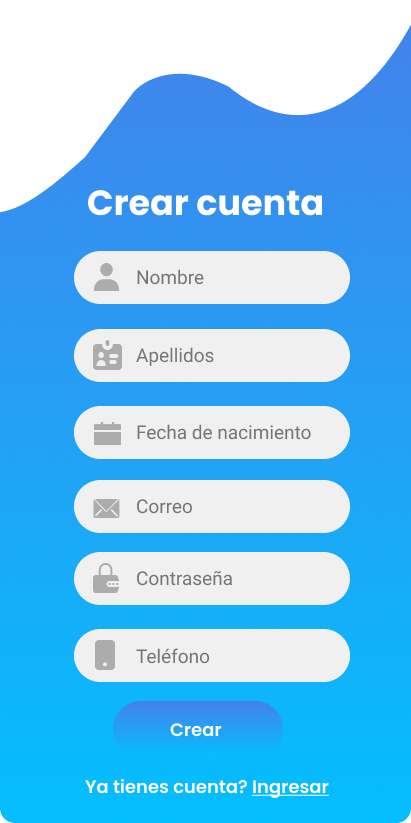 Crear cuenta
Nombre
Apellidos
Fecha de nacimiento
Correo
Contraseña
Teléfono
Crear
Ya tienes cuenta? Ingresar